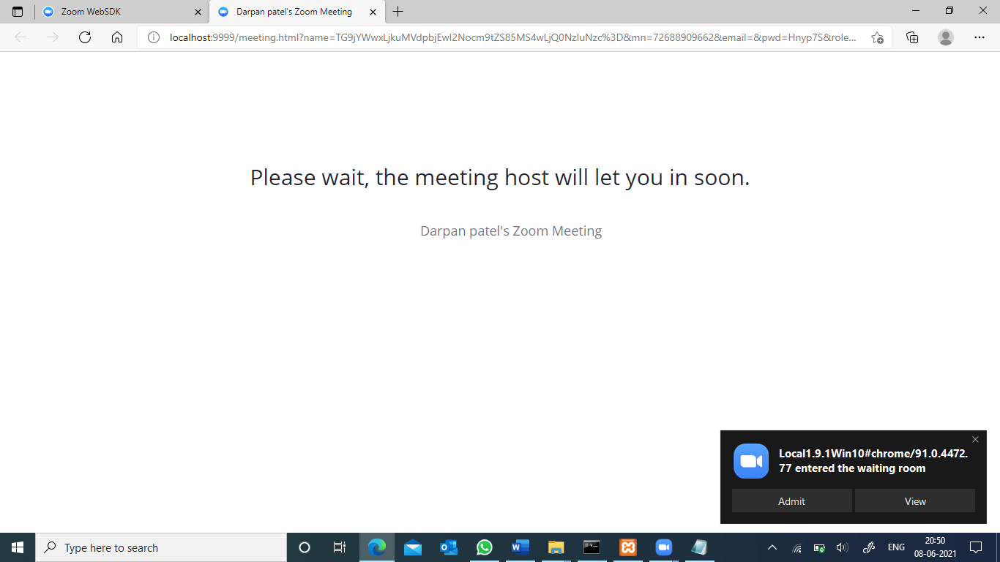 Zoom WebSDK
Darpan patel's Zoom Meeting
localhost:9999/meeting.html?name=TG9jYWwxLjkuMVdpbjEwI2Nocm9tZS85MS4wLjQ0NzIuNzc%3D&mn=72688909662&email=&pwd=Hnyp7S&role...
Please wait, the meeting host will let you in soon.
Darpan patel's Zoom Meeting
Local1.9.1Win10#chrome/91.0.4472.
77 entered the waiting room
Admit
View
Type here to search
ENG
20:50
08-06-2021